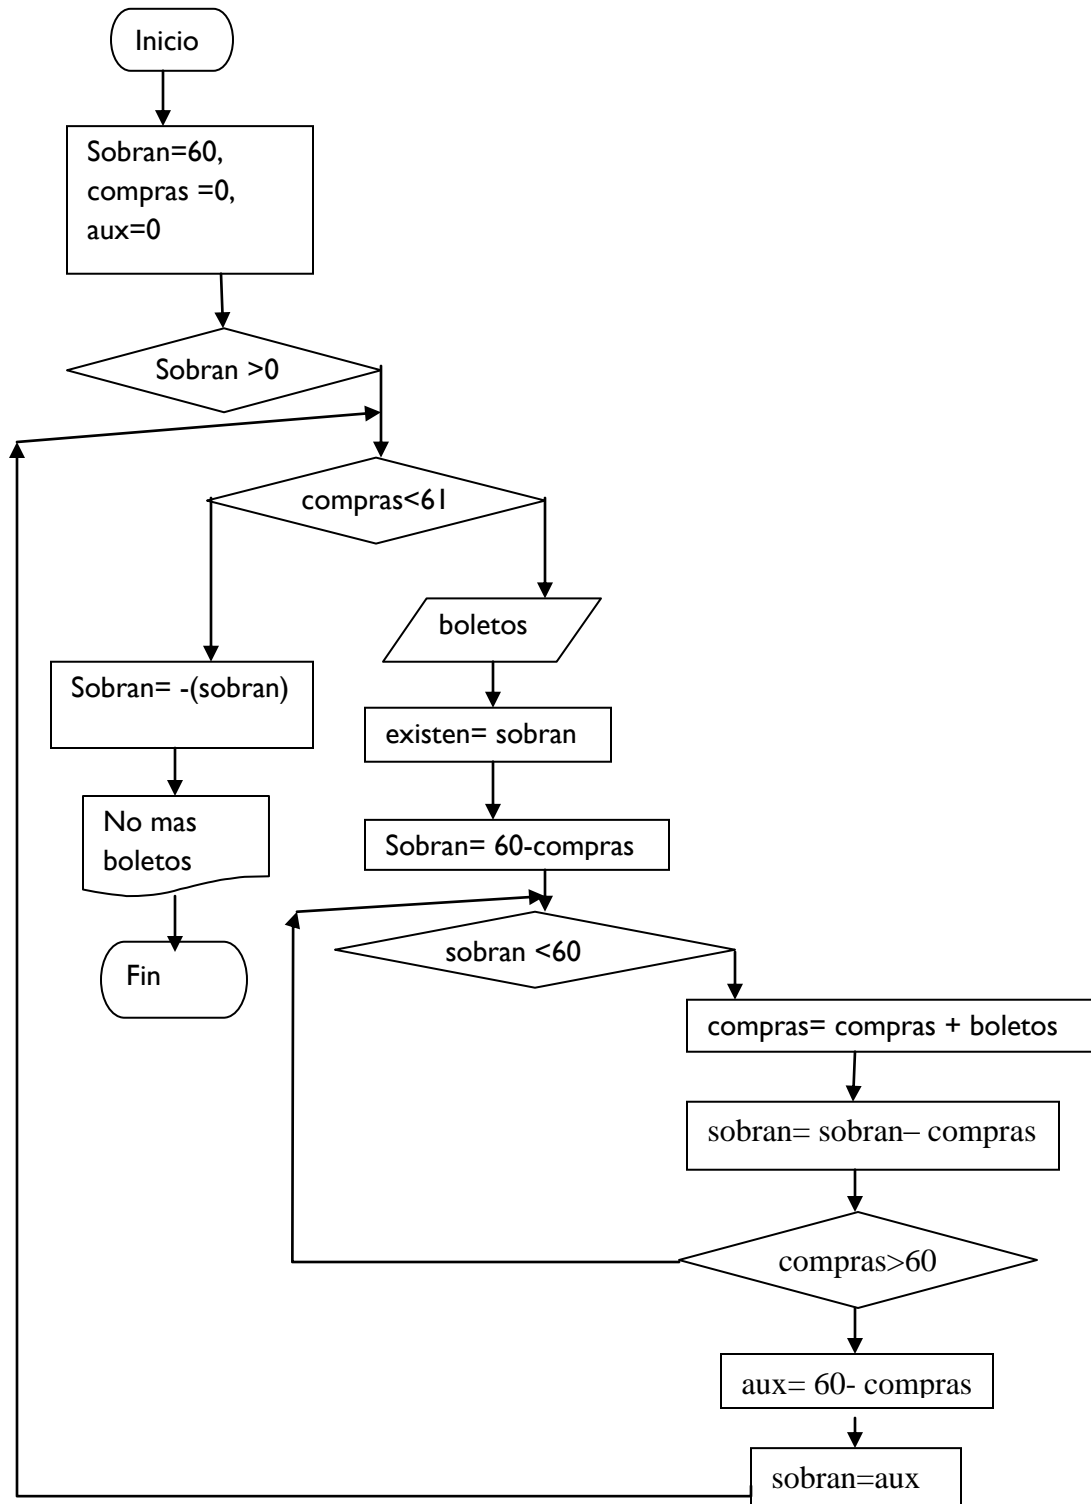 Inicio
Sobran=60,
compras =0,
aux=0
Sobran >0
compras<61
boletos
Sobran= -(sobran)
existen= sobran
No mas
boletos
Sobran= 60-compras
sobran <60
Fin
compras= compras + boletos
sobran= sobran– compras
compras>60
aux= 60- compras
sobran=aux